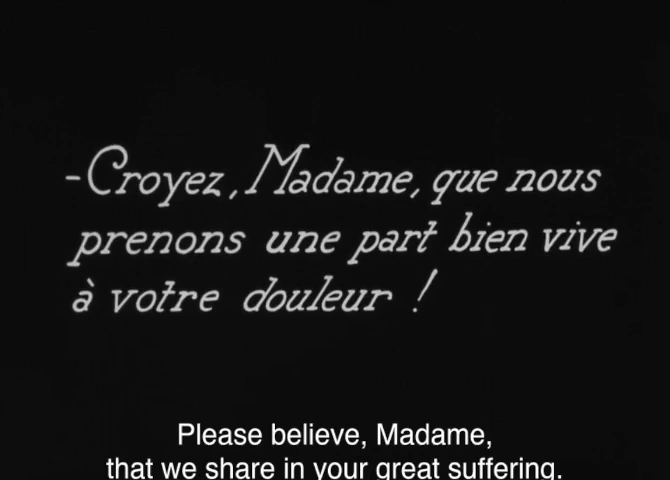 -Croyez, Madame, que nous
prenons une part bien vive
à votre douleur !
Please believe, Madame,
that we share in your great suffering.